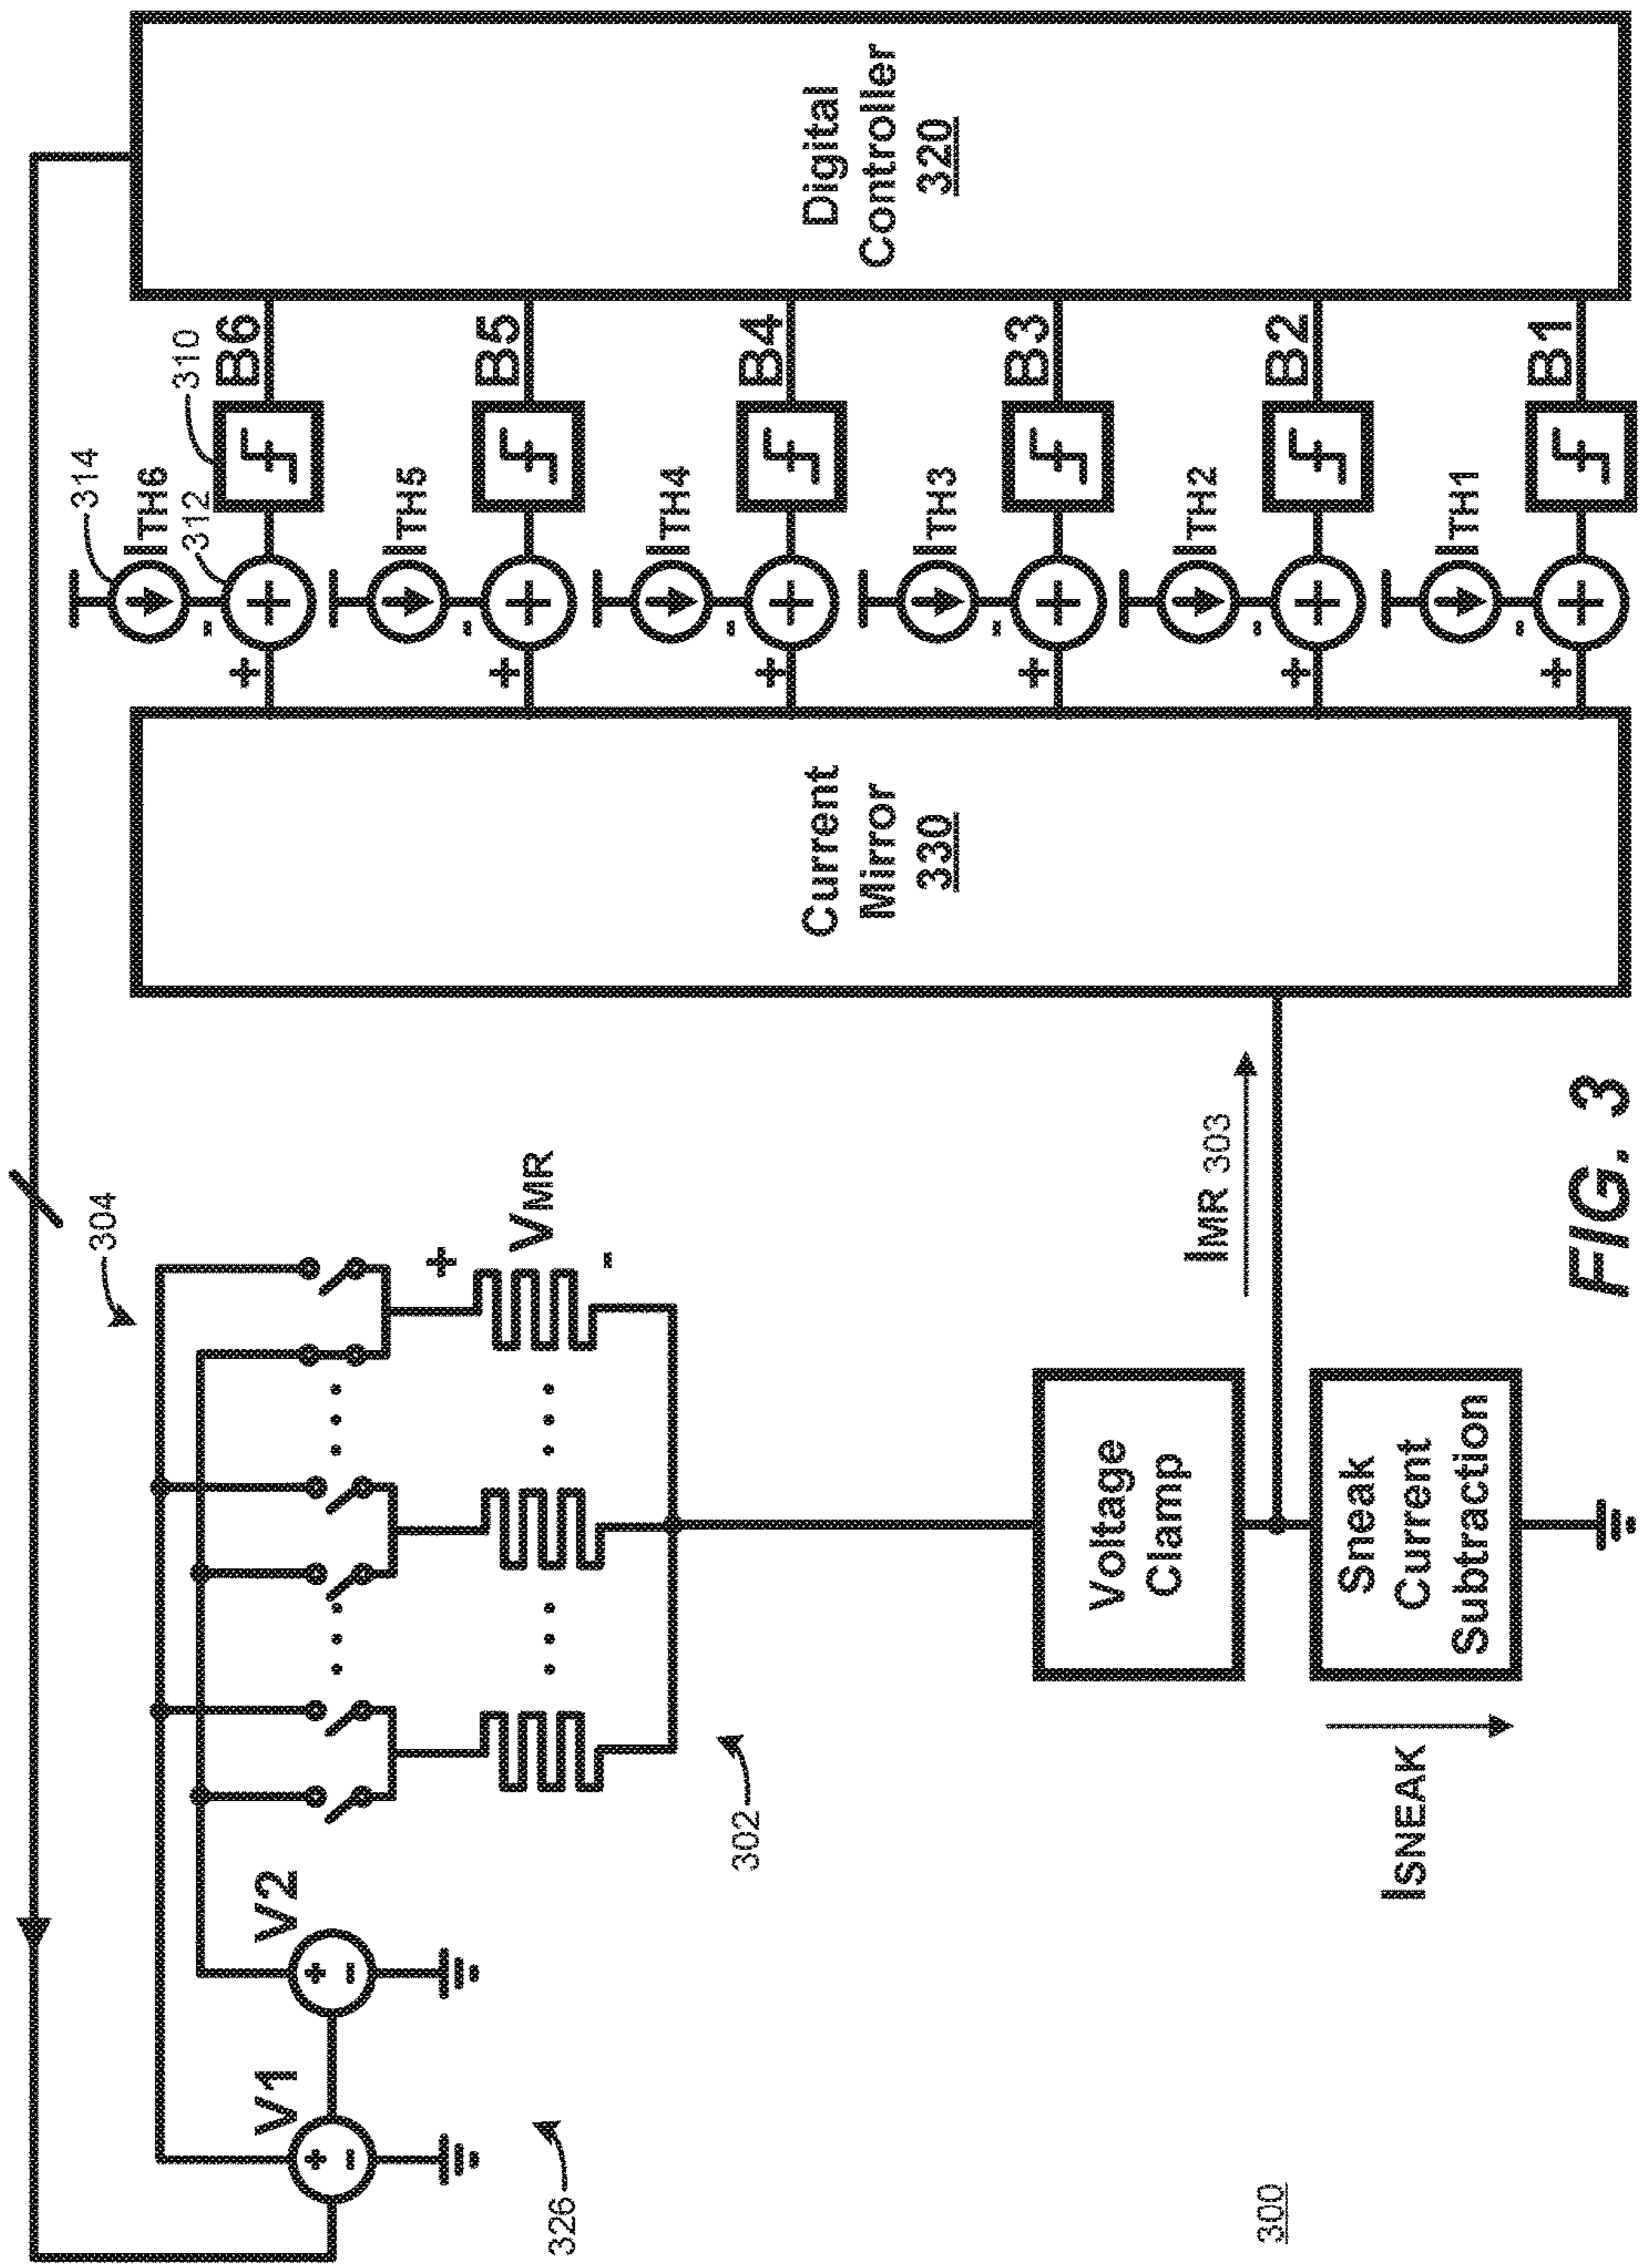 304
326
V1
V2
+
-
+
-
+
VMR
-
302
Voltage
Clamp
IMR 303
ISNEAK
Sneak
Current
Subtraction
300
Current
Mirror
330
314
ITH6
312
310
-
+
+
B6
ITH5
-
+
+
B5
ITH4
-
+
+
B4
ITH3
-
+
+
B3
ITH2
-
+
+
B2
ITH1
-
+
+
B1
Digital
Controller
320
FIG. 3